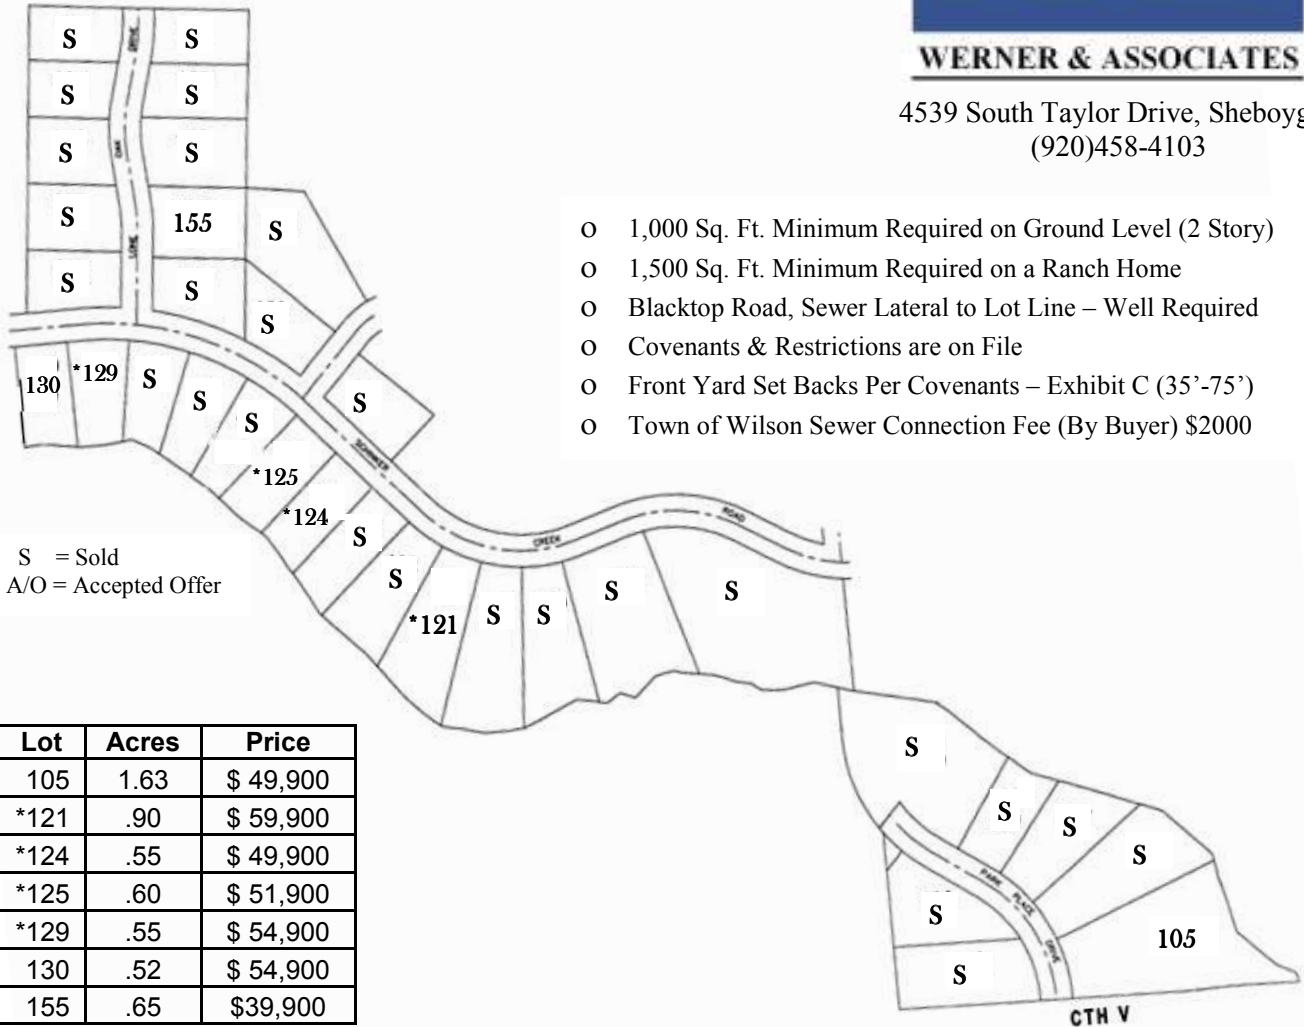 WERNER & ASSOCIATES
4539 South Taylor Drive, Sheboyg
(920)458-4103
o 1,000 Sq. Ft. Minimum Required on Ground Level (2 Story)
o 1,500 Sq. Ft. Minimum Required on a Ranch Home
o Blacktop Road, Sewer Lateral to Lot Line – Well Required
o Covenants & Restrictions are on File
o Front Yard Set Backs Per Covenants – Exhibit C (35’-75’)
o Town of Wilson Sewer Connection Fee (By Buyer) $2000
S S
S S
S S
S 155 S
S S S
LONE OAK DRIVE
130 *129 S S S S
*125
*124
S
S
*121 S S S S
SCHINKER CREEK ROAD
S = Sold
A/O = Accepted Offer
S
S
S
S
S
S
105
PARK PLACE DRIVE
CTH V
Lot Acres Price
105 1.63 $ 49,900
*121 .90 $ 59,900
*124 .55 $ 49,900
*125 .60 $ 51,900
*129 .55 $ 54,900
130 .52 $ 54,900
155 .65 $39,900